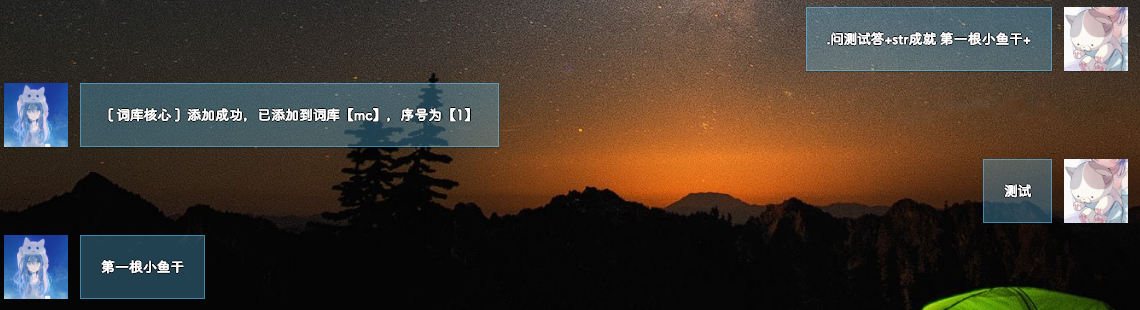 .问测试答+str成就 第一根小鱼干+
〔 词库核心 〕添加成功，已添加到词库【mc】，序号为【1】
测试
第一根小鱼干